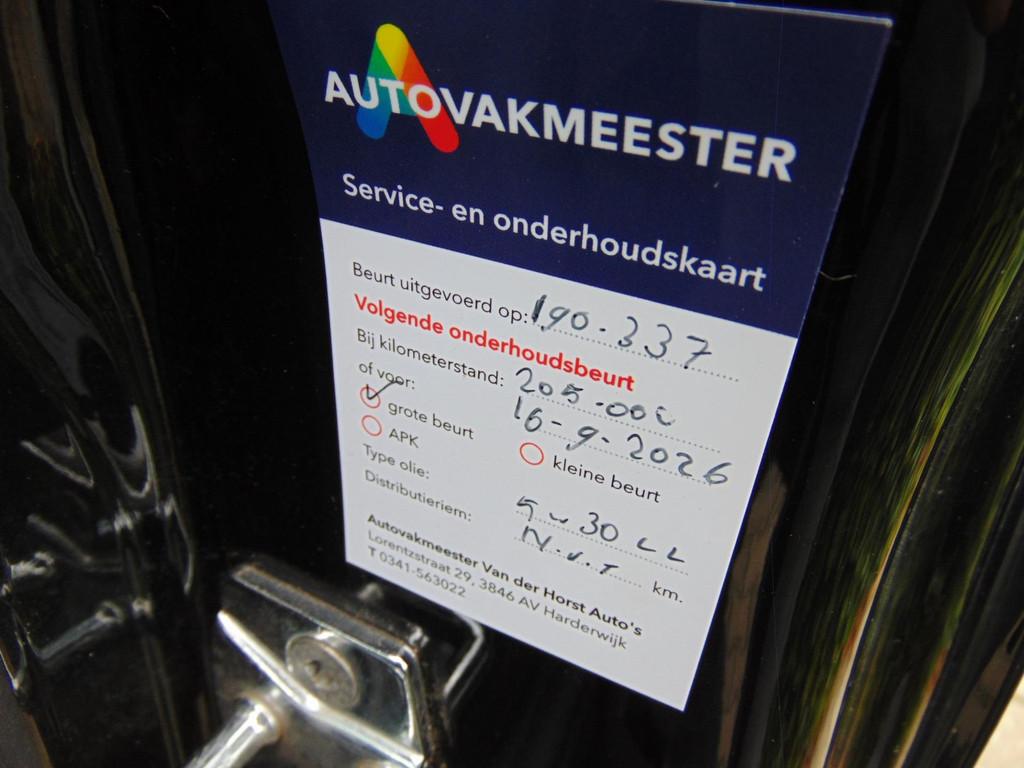 AUTOVAKMEESTER
Service- en onderhoudskaart
Beurt uitgevoerd op: 190.337
Volgende onderhoudsbeurt
Bij kilometerstand: 205.000
of voor: 16-9-2026
grote beurt kleine beurt
APK
Type olie: 5w30 LL
Distributieriem: N.v.T km.
Autovakmeester Van der Horst Auto's
Lorentzstraat 29, 3846 AV Harderwijk
T 0341-563022